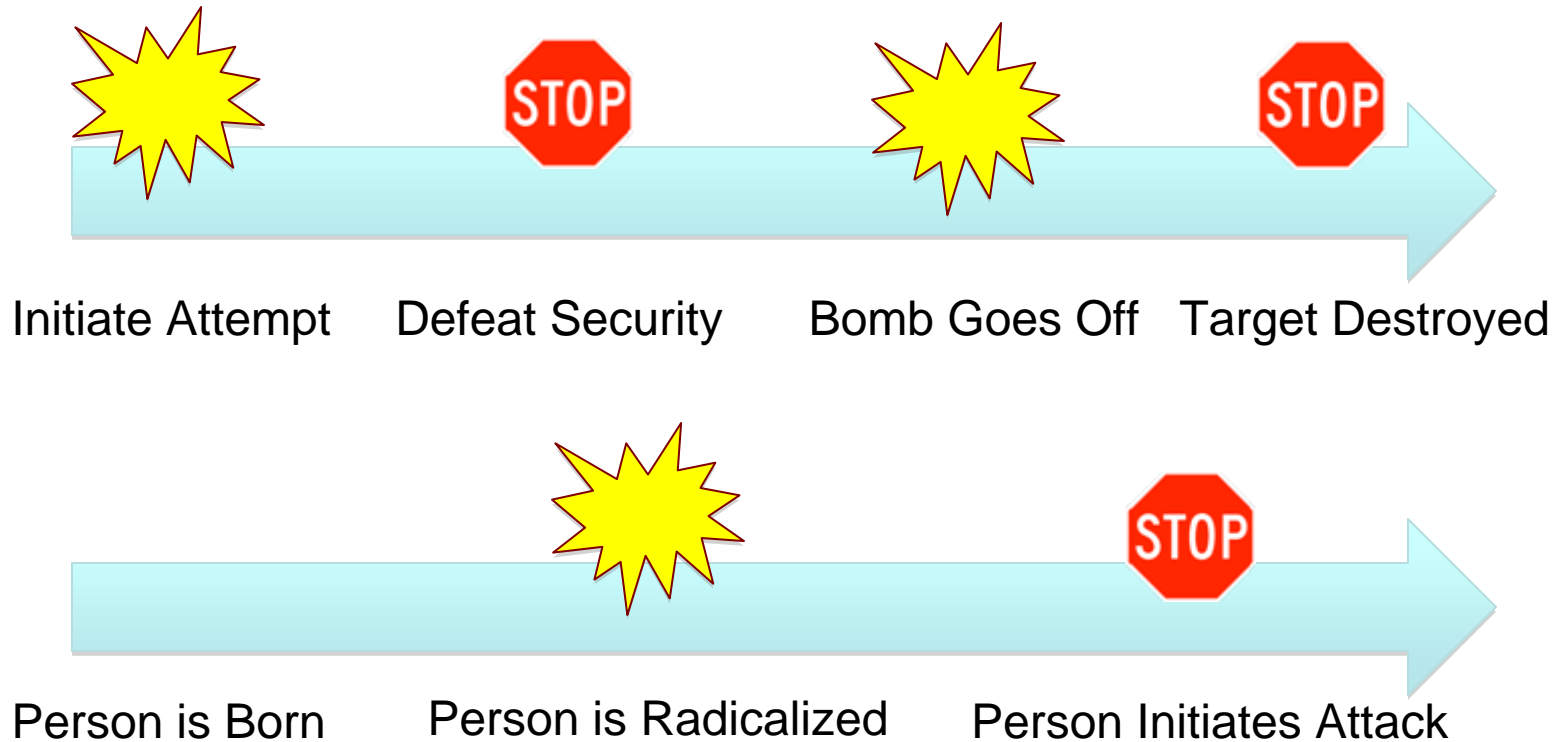 STOP STOP
Initiate Attempt Defeat Security Bomb Goes Off Target Destroyed
STOP
Person is Born Person is Radicalized Person Initiates Attack